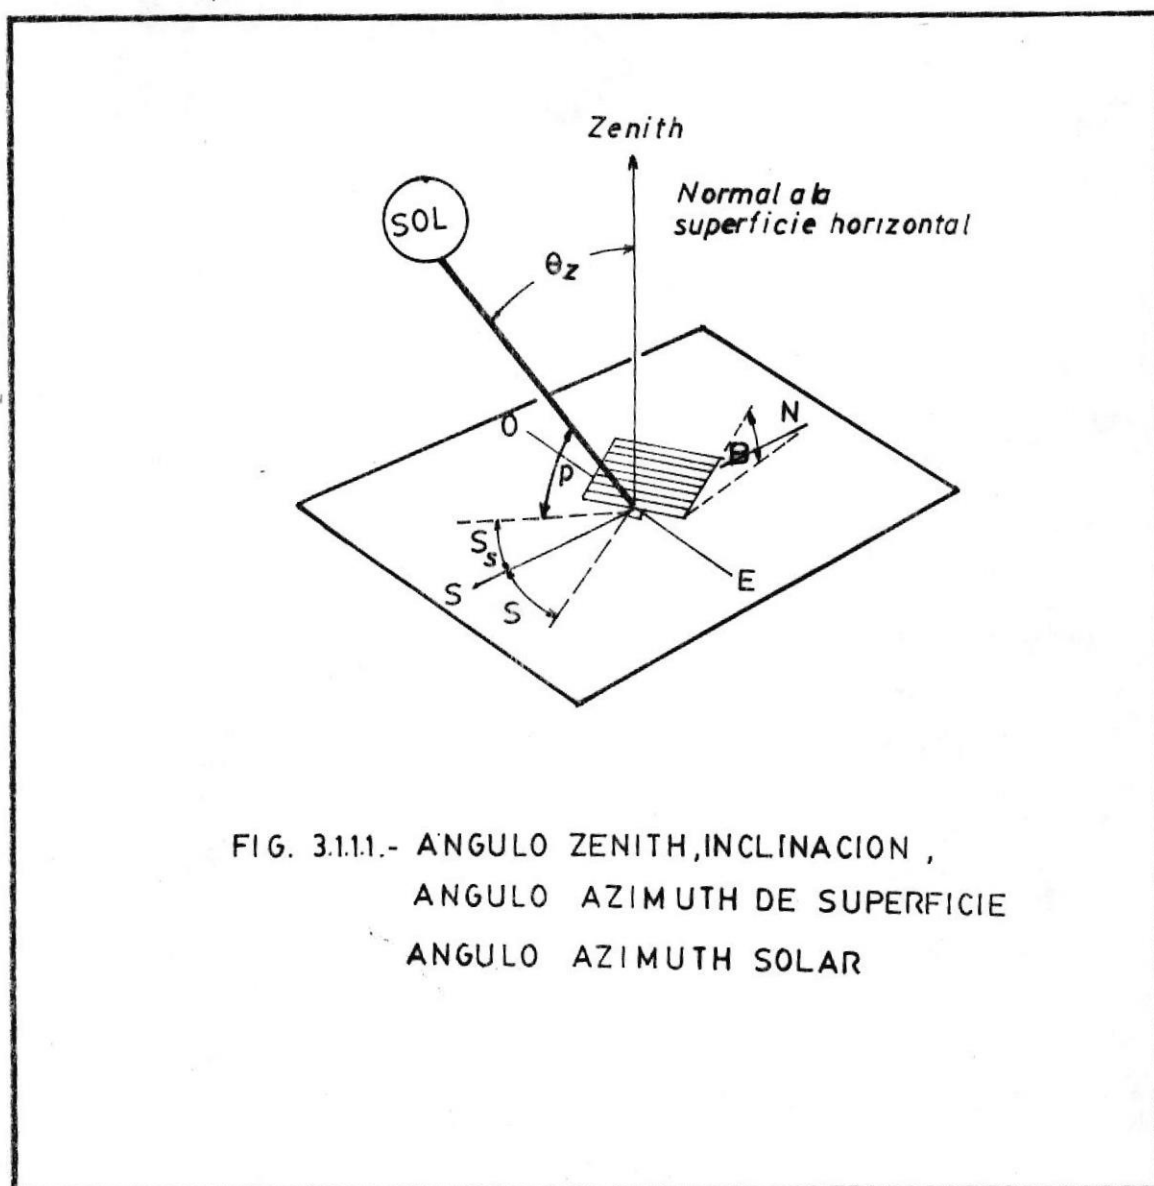 Zenith
Normal a la
superficie horizontal
SOL
θz
O
N
β
p
Ss
S
S
E
FIG. 3.1.1.1.- ANGULO ZENITH, INCLINACION ,
ANGULO AZIMUTH DE SUPERFICIE
ANGULO AZIMUTH SOLAR